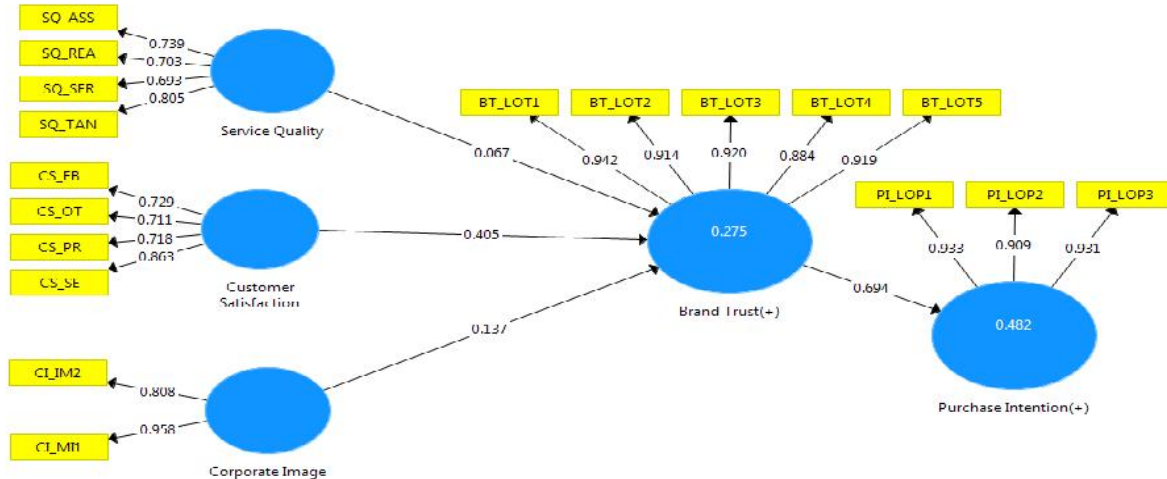 SQ_ASS
SQ_REA
SQ_SER
SQ_TAN
0.739
0.703
0.693
0.805
Service Quality
CS_FB
CS_OT
CS_PR
CS_SE
0.729
0.711
0.718
0.863
Customer
Satisfaction
CI_IM2
CI_MI1
0.808
0.958
Corporate Image
0.067
0.405
0.137
BT_LOT1
BT_LOT2
BT_LOT3
BT_LOT4
BT_LOT5
0.942
0.914
0.920
0.884
0.919
0.275
Brand Trust(+)
0.694
PI_LOP1
PI_LOP2
PI_LOP3
0.933
0.909
0.931
0.482
Purchase Intention(+)